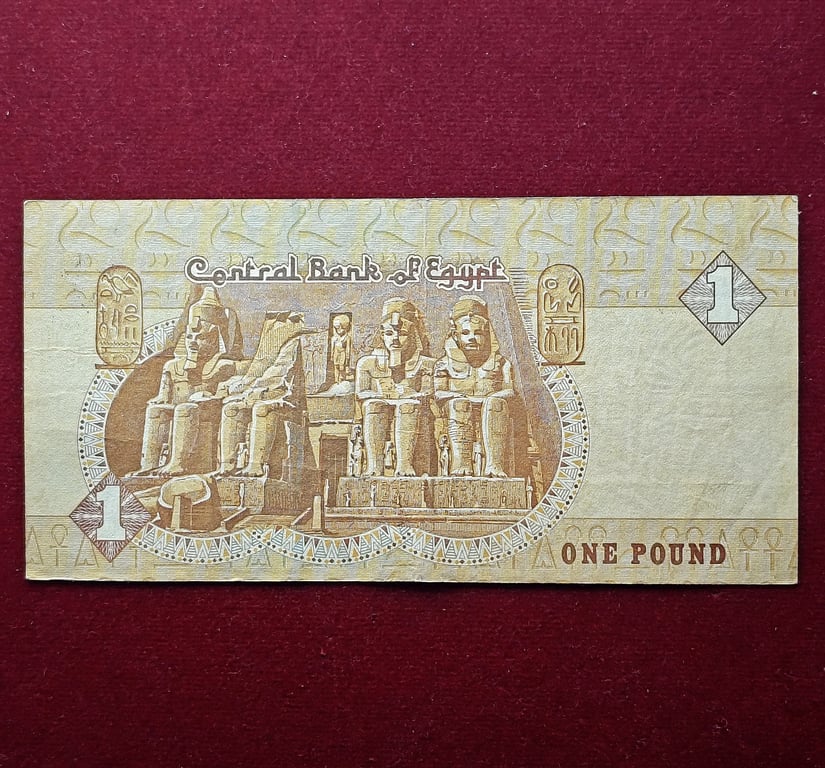 Central Bank of Egypt
1
1
ONE POUND